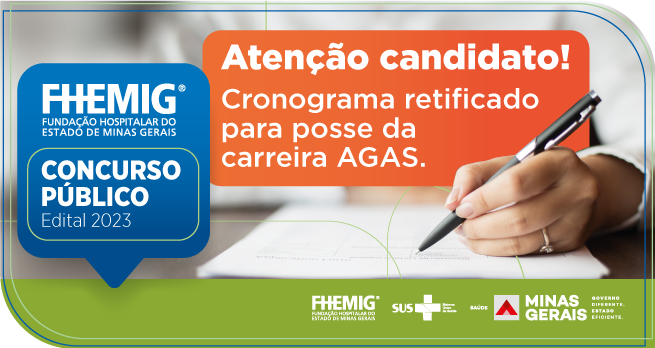 Atenção candidato!
Cronograma retificado
para posse da
carreira AGAS.
FHEMIG®
FUNDAÇÃO HOSPITALAR DO
ESTADO DE MINAS GERAIS
CONCURSO
PÚBLICO
Edital 2023
FHEMIG®
FUNDAÇÃO HOSPITALAR DO
ESTADO DE MINAS GERAIS
SUS
SAÚDE
MINAS
GERAIS
GOVERNO
DIFERENTE.
ESTADO
EFICIENTE.